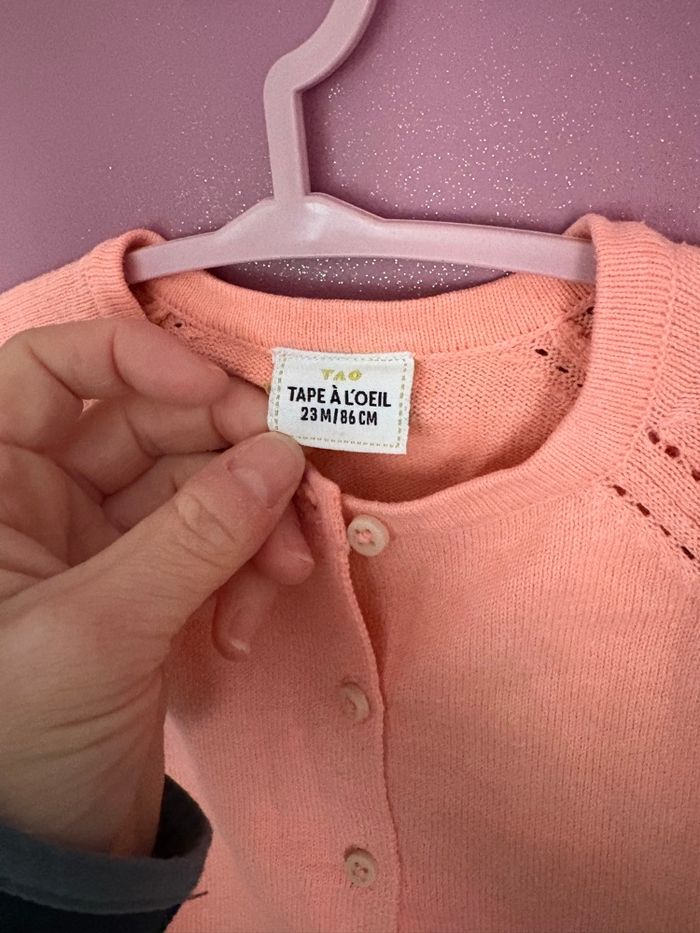 TAO
TAPE À L'OEIL
23 M/86 CM